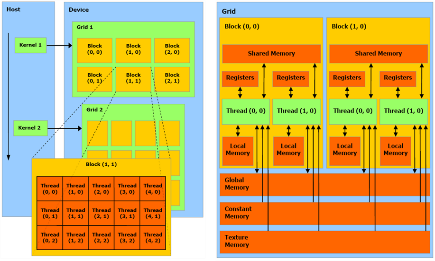 Host
Device
Grid 1
Kernel 1
Block
(0, 0)
Block
(1, 0)
Block
(2, 0)
Block
(0, 1)
Block
(1, 1)
Block
(2, 1)
Grid 2
Kernel 2
Block (1, 1)
Thread
(0, 0)
Thread
(1, 0)
Thread
(2, 0)
Thread
(3, 0)
Thread
(4, 0)
Thread
(0, 1)
Thread
(1, 1)
Thread
(2, 1)
Thread
(3, 1)
Thread
(4, 1)
Thread
(0, 2)
Thread
(1, 2)
Thread
(2, 2)
Thread
(3, 2)
Thread
(4, 2)
Grid
Block (0, 0)
Shared Memory
Registers
Registers
Thread (0, 0)
Thread (1, 0)
Local
Memory
Local
Memory
Block (1, 0)
Shared Memory
Registers
Registers
Thread (0, 0)
Thread (1, 0)
Local
Memory
Local
Memory
Global
Memory
Constant
Memory
Texture
Memory